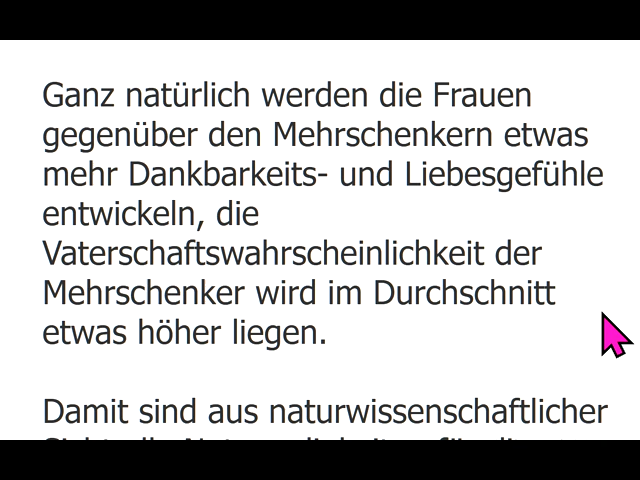 Ganz natürlich werden die Frauen
gegenüber den Mehrschenkern etwas
mehr Dankbarkeits- und Liebesgefühle
entwickeln, die
Vaterschaftswahrscheinlichkeit der
Mehrschenker wird im Durchschnitt
etwas höher liegen.
Damit sind aus naturwissenschaftlicher